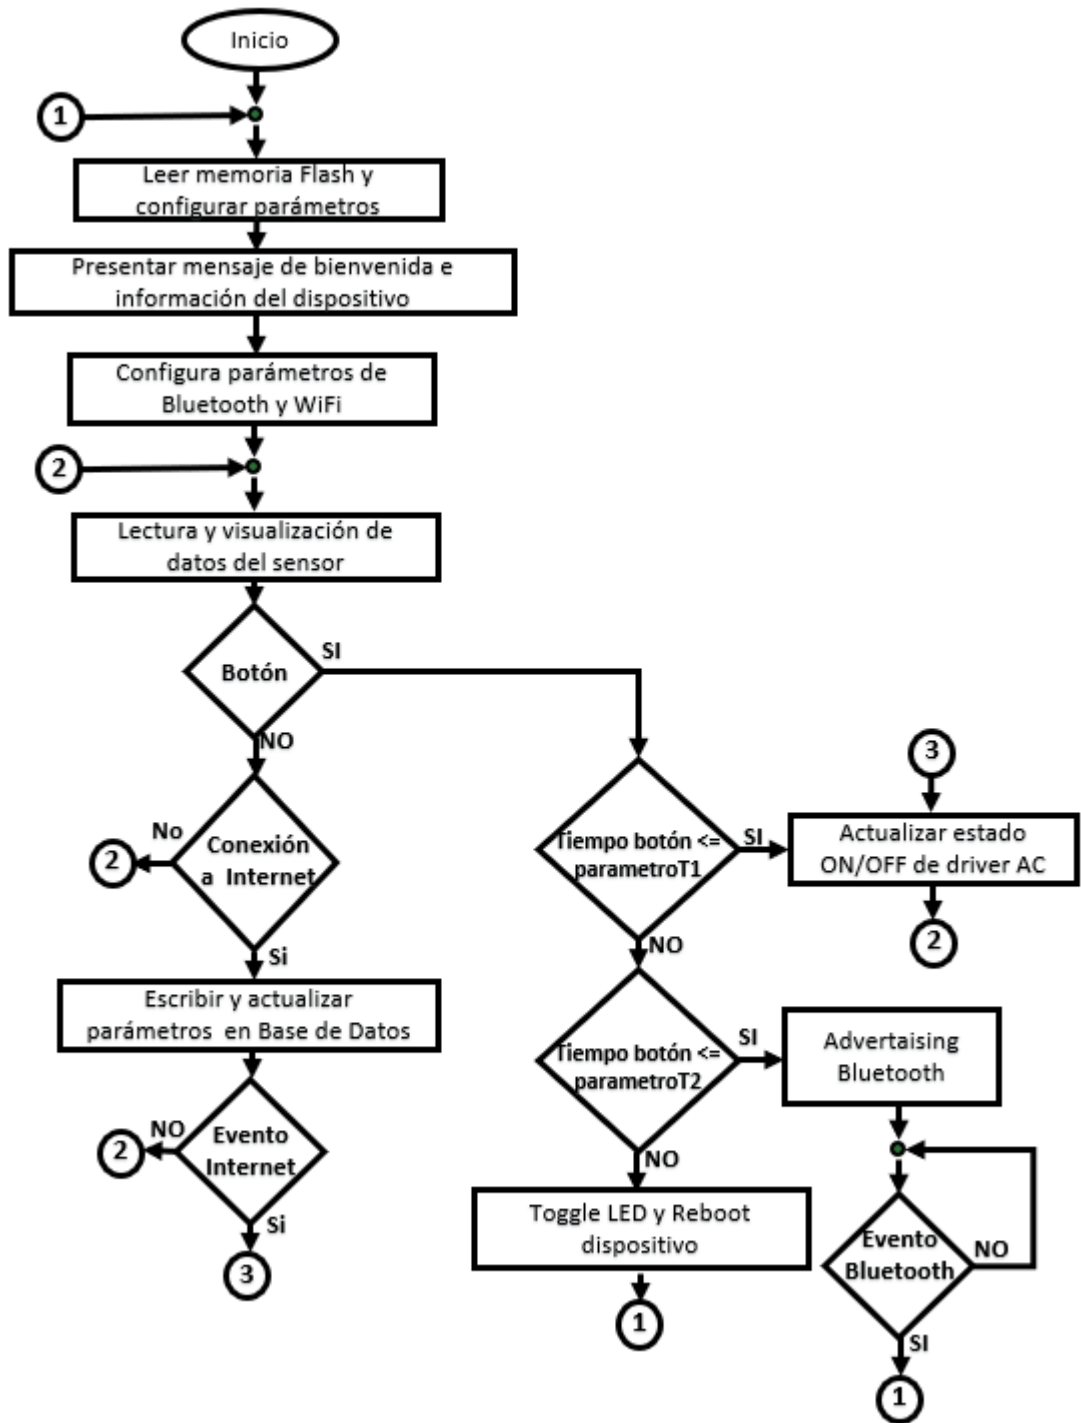 Inicio
1
Leer memoria Flash y
configurar parámetros
Presentar mensaje de bienvenida e
información del dispositivo
Configura parámetros de
Bluetooth y WiFi
2
Lectura y visualización de
datos del sensor
Botón
SI
NO
Conexión
a Internet
No
2
Si
Escribir y actualizar
parámetros en Base de Datos
Evento
Internet
NO
2
Si
3
Tiempo botón <=
parametroT1
SI
3
Actualizar estado
ON/OFF de driver AC
2
NO
Tiempo botón <=
parametroT2
SI
Advertaising
Bluetooth
NO
Toggle LED y Reboot
dispositivo
1
Evento
Bluetooth
NO
SI
1